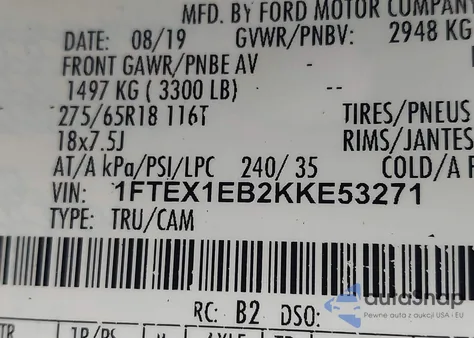 MFD. BY FORD MOTOR COMPANY
DATE: 08/19 GVWR/PNBV: 2948 KG
FRONT GAWR/PNBE AV
1497 KG ( 3300 LB)
275/65R18 116T TIRES/PNEUS
18x7.5J RIMS/JANTES
AT/A kPa/PSI/LPC 240/ 35 COLD/A F
VIN: 1FTEX1EB2KKE53271
TYPE: TRU/CAM
RC: B2 DSO:
autoSnap
Pewne auta z aukcji USA - EU